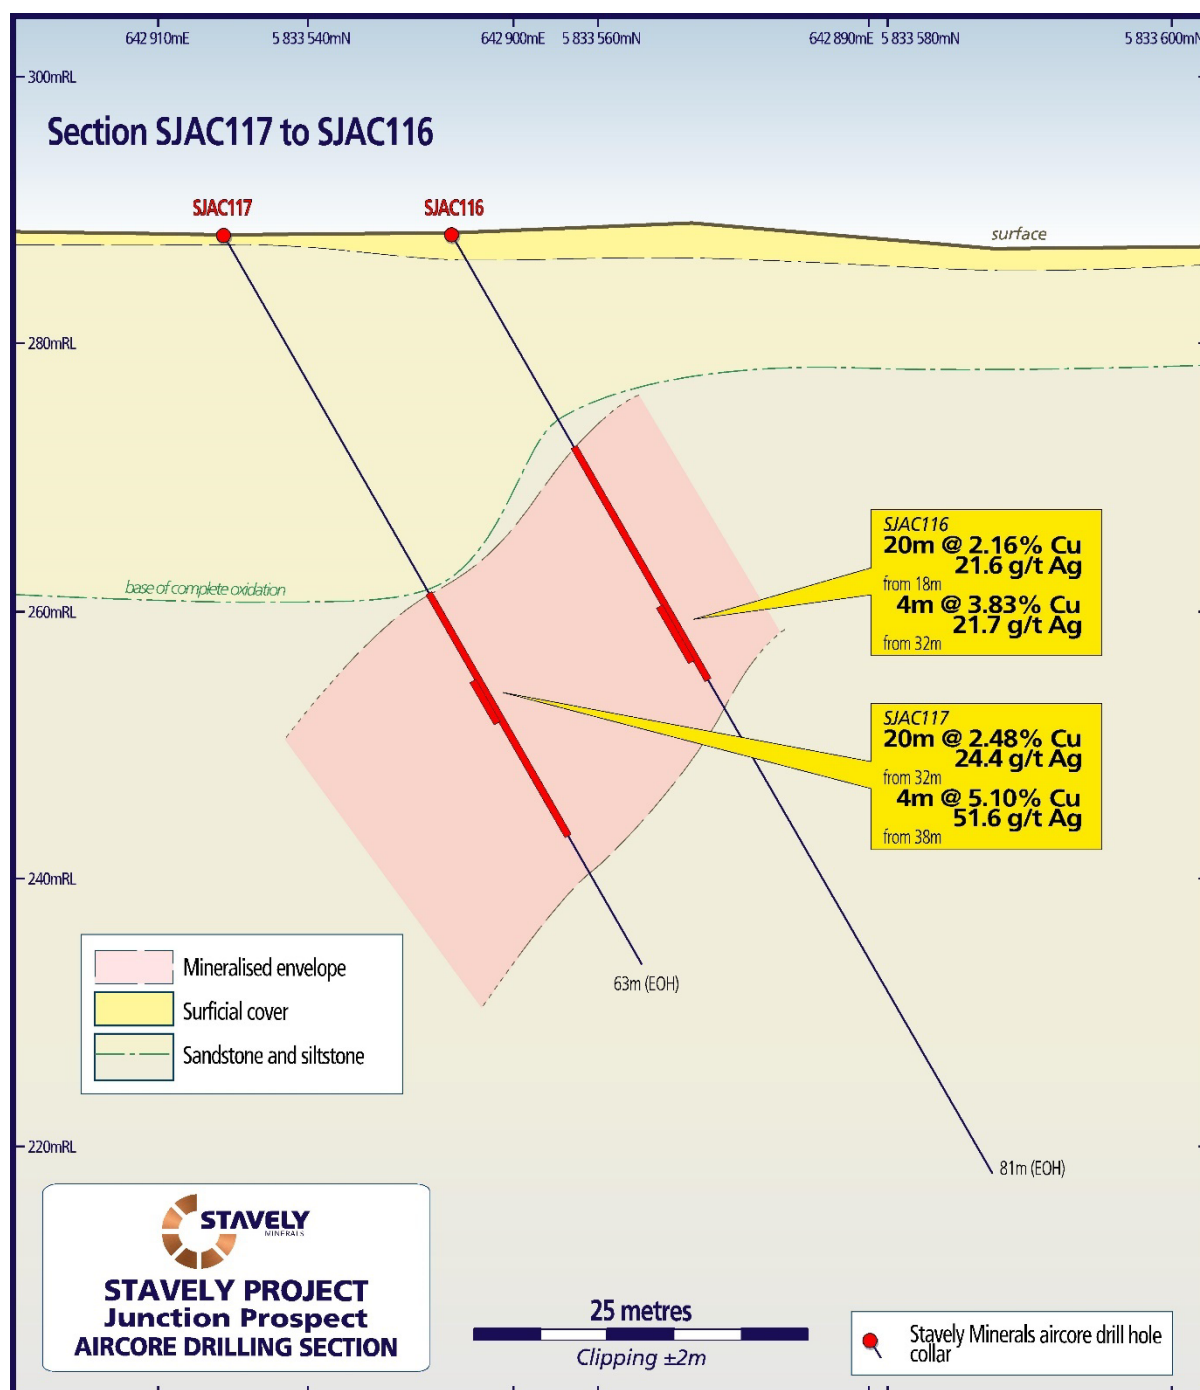 642 910mE 5 833 540mN 642 900mE 5 833 560mN 642 890mE 5 833 580mN 5 833 600mN
300mRL
Section SJAC117 to SJAC116
SJAC117 SJAC116
surface
280mRL
SJAC116
20m @ 2.16% Cu
21.6 g/t Ag
from 18m
4m @ 3.83% Cu
21.7 g/t Ag
from 32m
base of complete oxidation
260mRL
SJAC117
20m @ 2.48% Cu
24.4 g/t Ag
from 32m
4m @ 5.10% Cu
51.6 g/t Ag
from 38m
240mRL
Mineralised envelope
Surficial cover
Sandstone and siltstone
63m (EOH)
220mRL
81m (EOH)
STAVELY
MINERALS
STAVELY PROJECT
Junction Prospect
AIRCORE DRILLING SECTION
25 metres
Clipping ±2m
Stavely Minerals aircore drill hole
collar